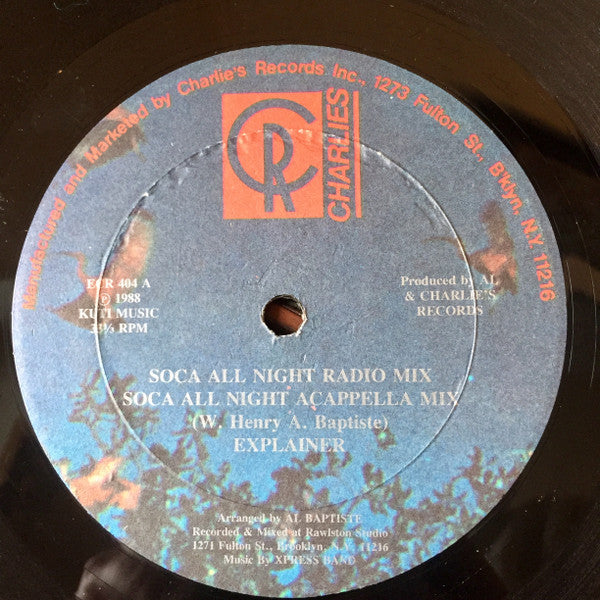 Manufactured and Marketed by Charlie's Records Inc., 1273 Fulton St., B'klyn, N.Y. 11216
CR
CHARLIES
ECR 404 A
℗ 1988
KUTI MUSIC
33⅓ RPM
Produced by AL
& CHARLIE'S
RECORDS
SOCA ALL NIGHT RADIO MIX
SOCA ALL NIGHT ACAPPELLA MIX
(W. Henry A. Baptiste)
EXPLAINER
Arranged by AL BAPTISTE
Recorded & Mixed at Rawlston Studio
1271 Fulton St., Brooklyn, N.Y. 11216
Music By XPRESS BAND